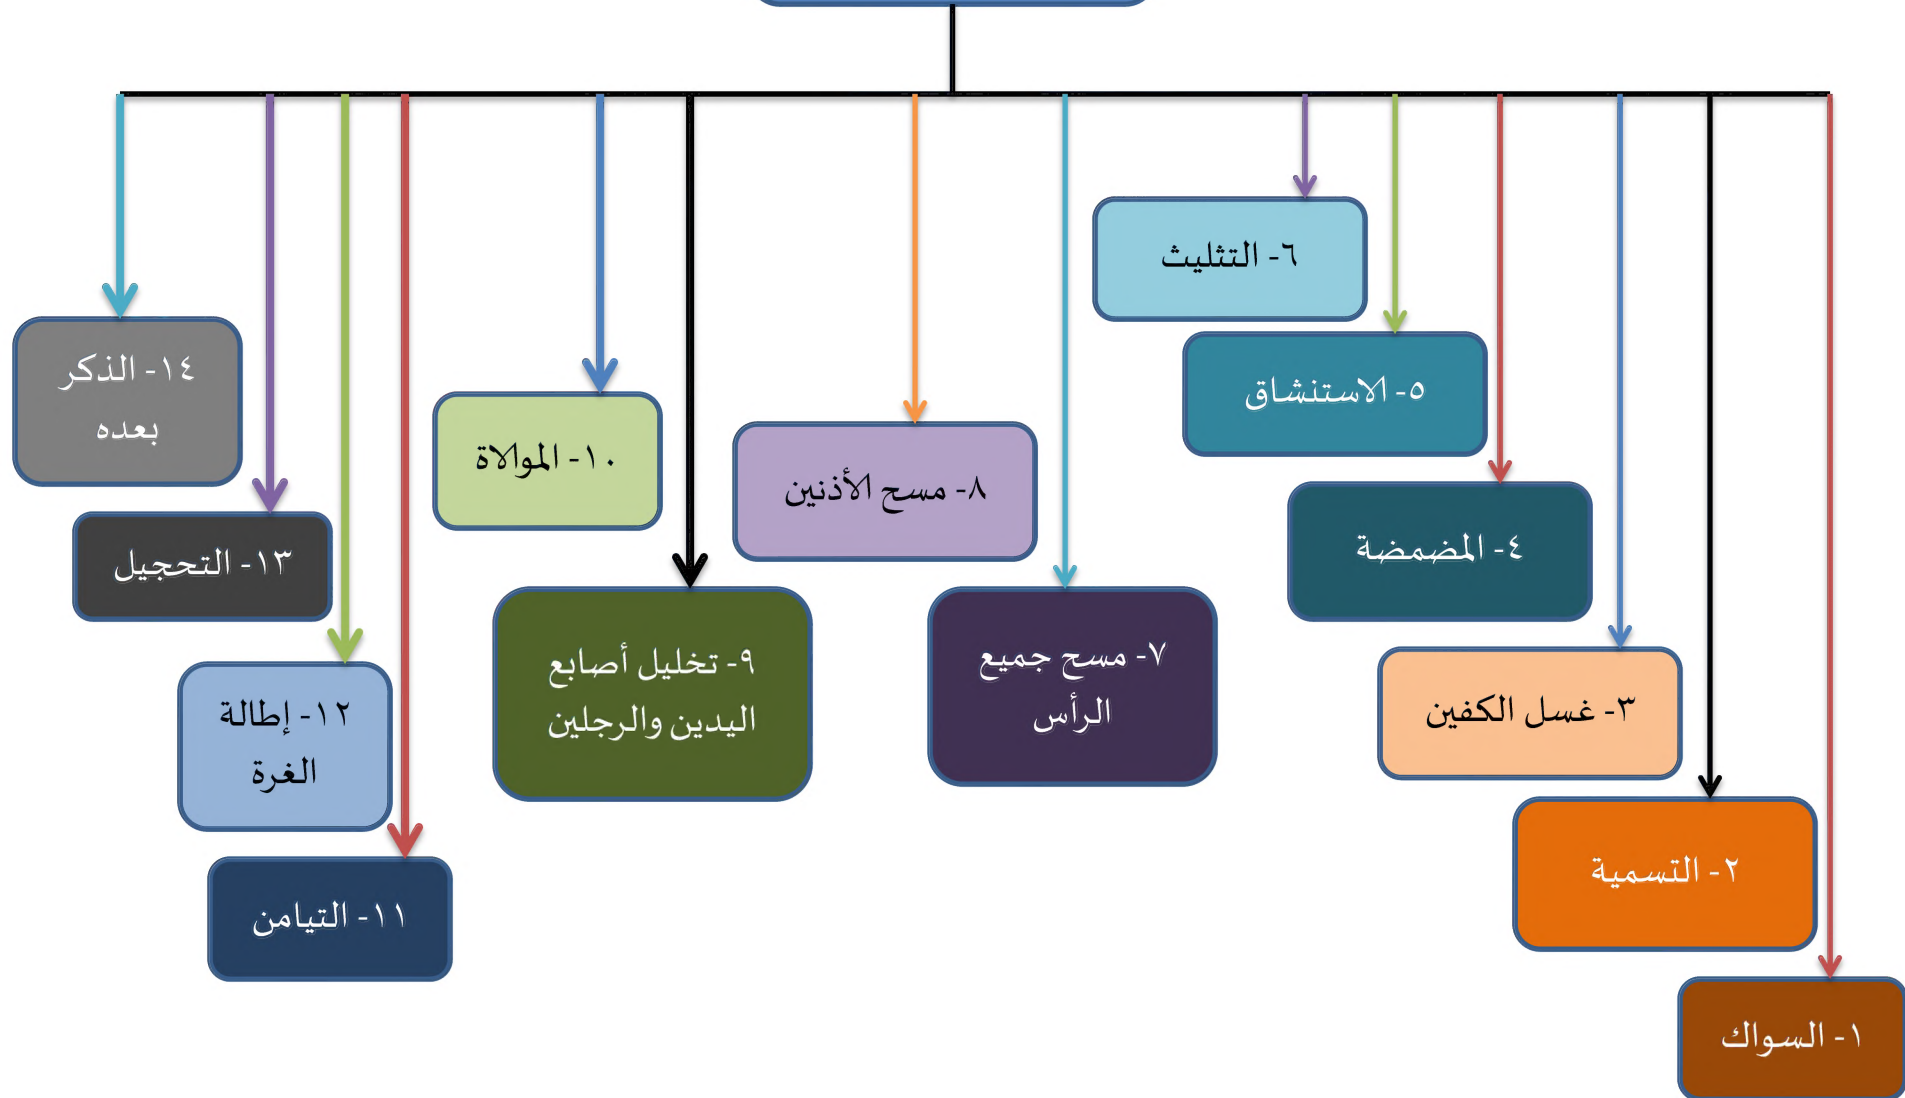 ١- السواك
٢- التسمية
٣- غسل الكفين
٤- المضمضة
٥- الاستنشاق
٦- التثليث
٧- مسح جميع
الرأس
٨- مسح الأذنين
٩- تخليل أصابع
اليدين والرجلين
١٠- الموالاة
١١- التيامن
١٢- إطالة
الغرة
١٣- التحجيل
١٤- الذكر
بعده